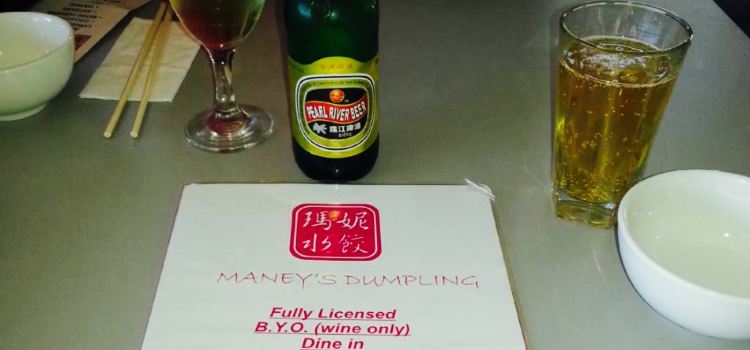 PEARL RIVER BEER
珠江啤酒
瑪妮
水餃
MANEY'S DUMPLING
Fully Licensed
B.Y.O. (wine only)
Dine in